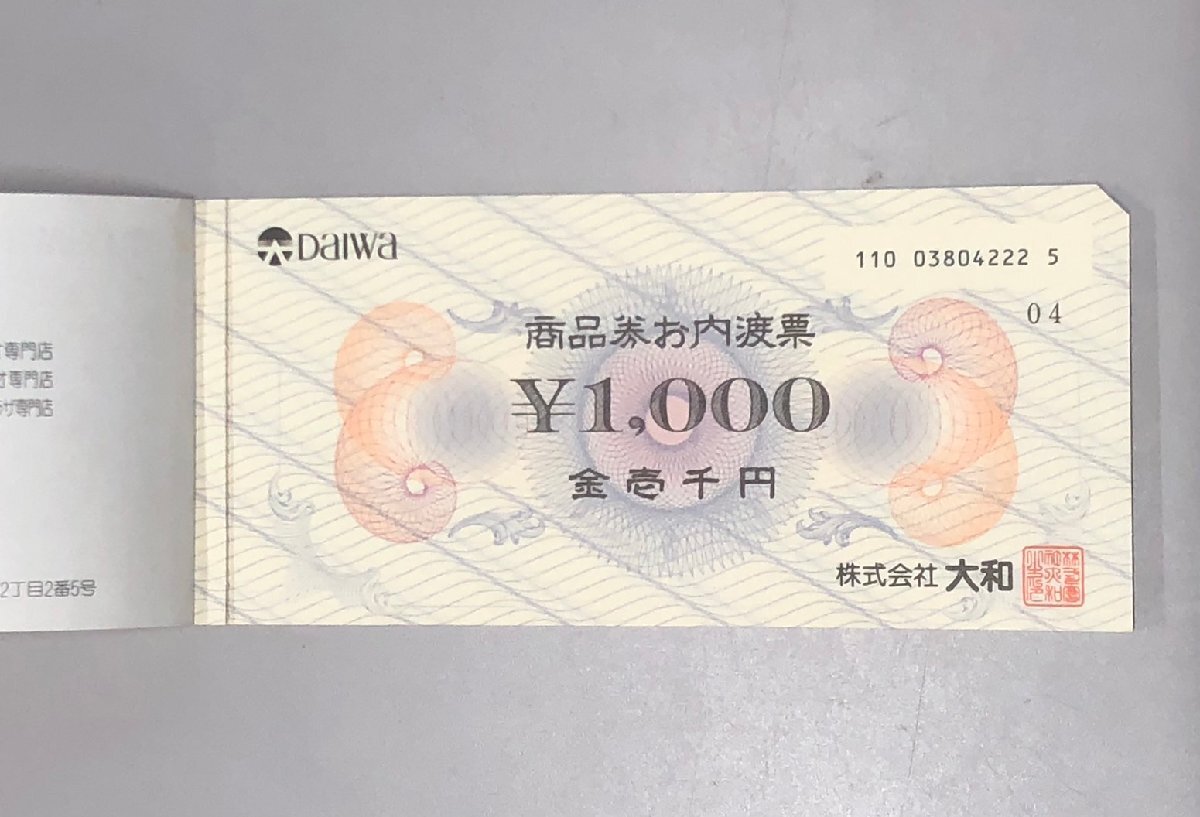 DaIWa
110 03804222 5
04
商品券お内渡票
¥1,000
金壱千円
株式会社 大和
専門店
専門店
専門店
2丁目2番5号